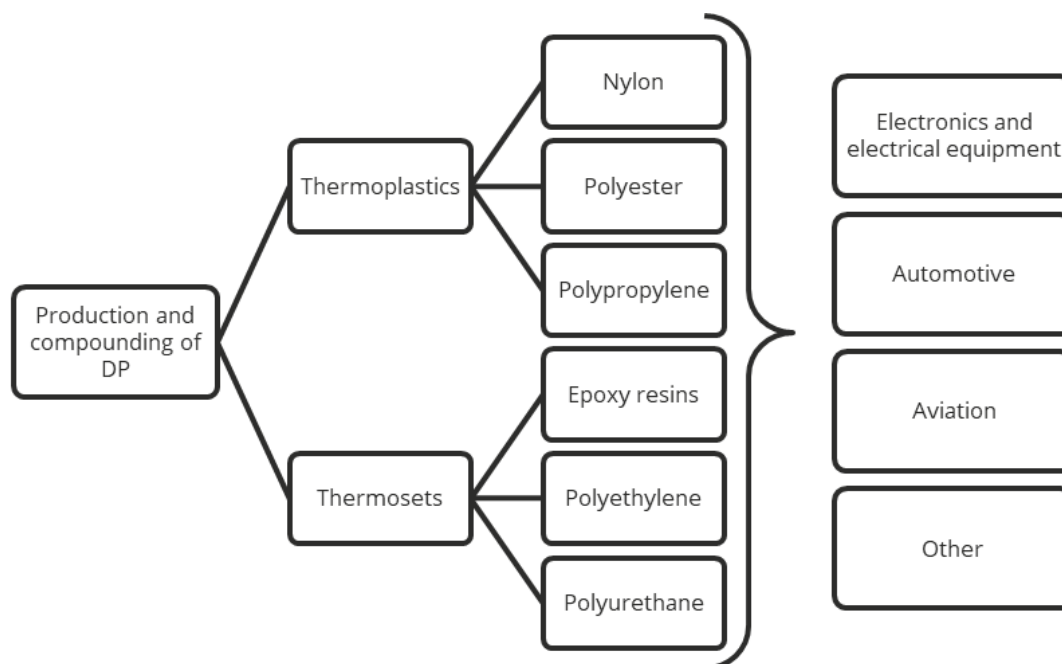 Production and
compounding of
DP
Thermoplastics
Thermosets
Nylon
Polyester
Polypropylene
Epoxy resins
Polyethylene
Polyurethane
Electronics and
electrical equipment
Automotive
Aviation
Other